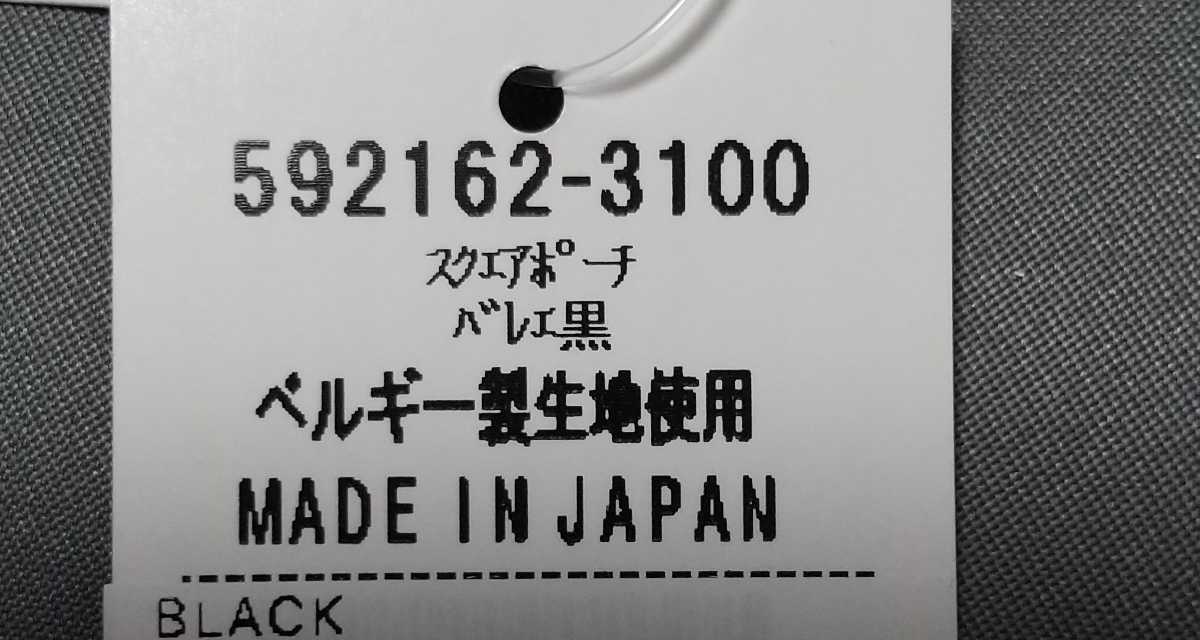 592162-3100
スクエアポーチ
バレエ黒
ベルギー製生地使用
MADE IN JAPAN
BLACK